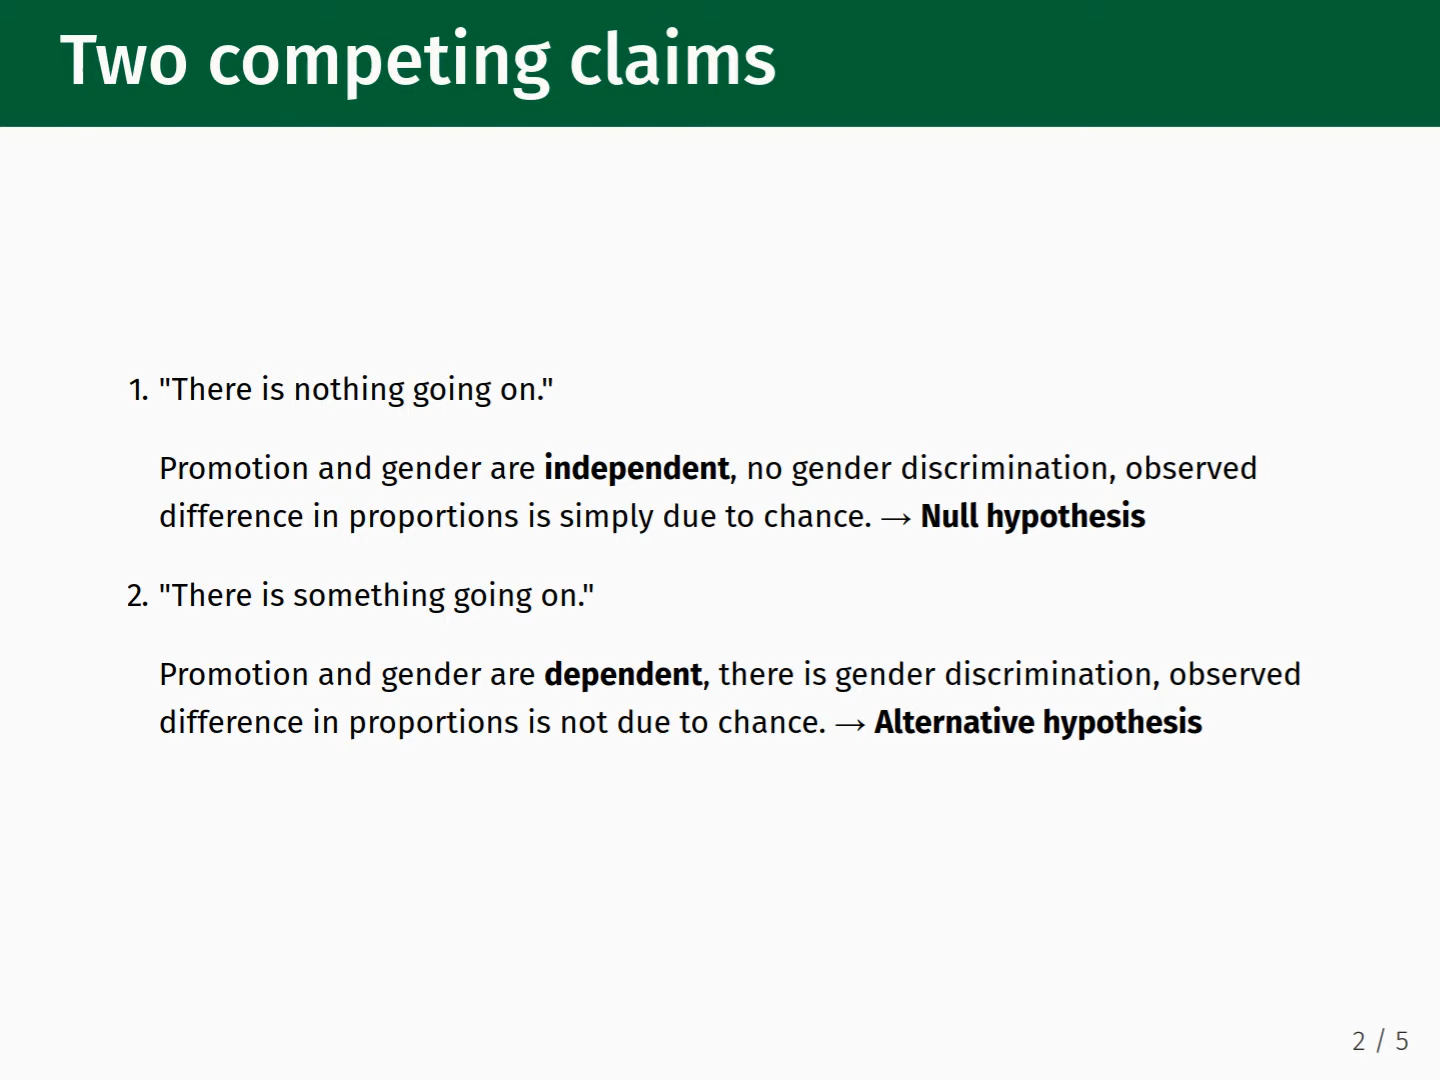 Two competing claims
1. "There is nothing going on."
Promotion and gender are independent, no gender discrimination, observed
difference in proportions is simply due to chance. → Null hypothesis
2. "There is something going on."
Promotion and gender are dependent, there is gender discrimination, observed
difference in proportions is not due to chance. → Alternative hypothesis
2 / 5